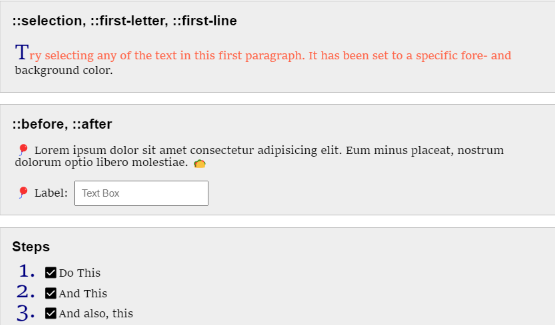 ::selection, ::first-letter, ::first-line
Try selecting any of the text in this first paragraph. It has been set to a specific fore- and
background color.
::before, ::after
Lorem ipsum dolor sit amet consectetur adipisicing elit. Eum minus placeat, nostrum
dolorum optio libero molestiae.
Label: Text Box
Steps
1. Do This
2. And This
3. And also, this